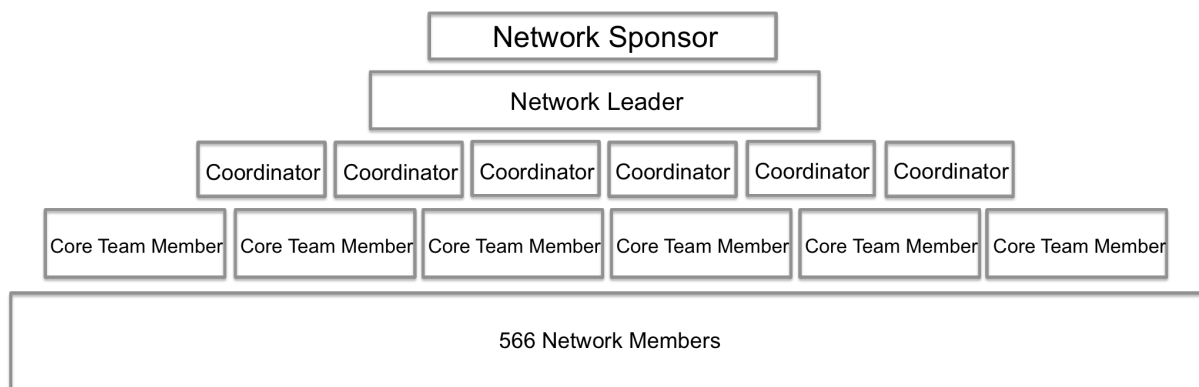 Network Sponsor
Network Leader
Coordinator Coordinator Coordinator Coordinator Coordinator Coordinator
Core Team Member Core Team Member Core Team Member Core Team Member Core Team Member Core Team Member
566 Network Members